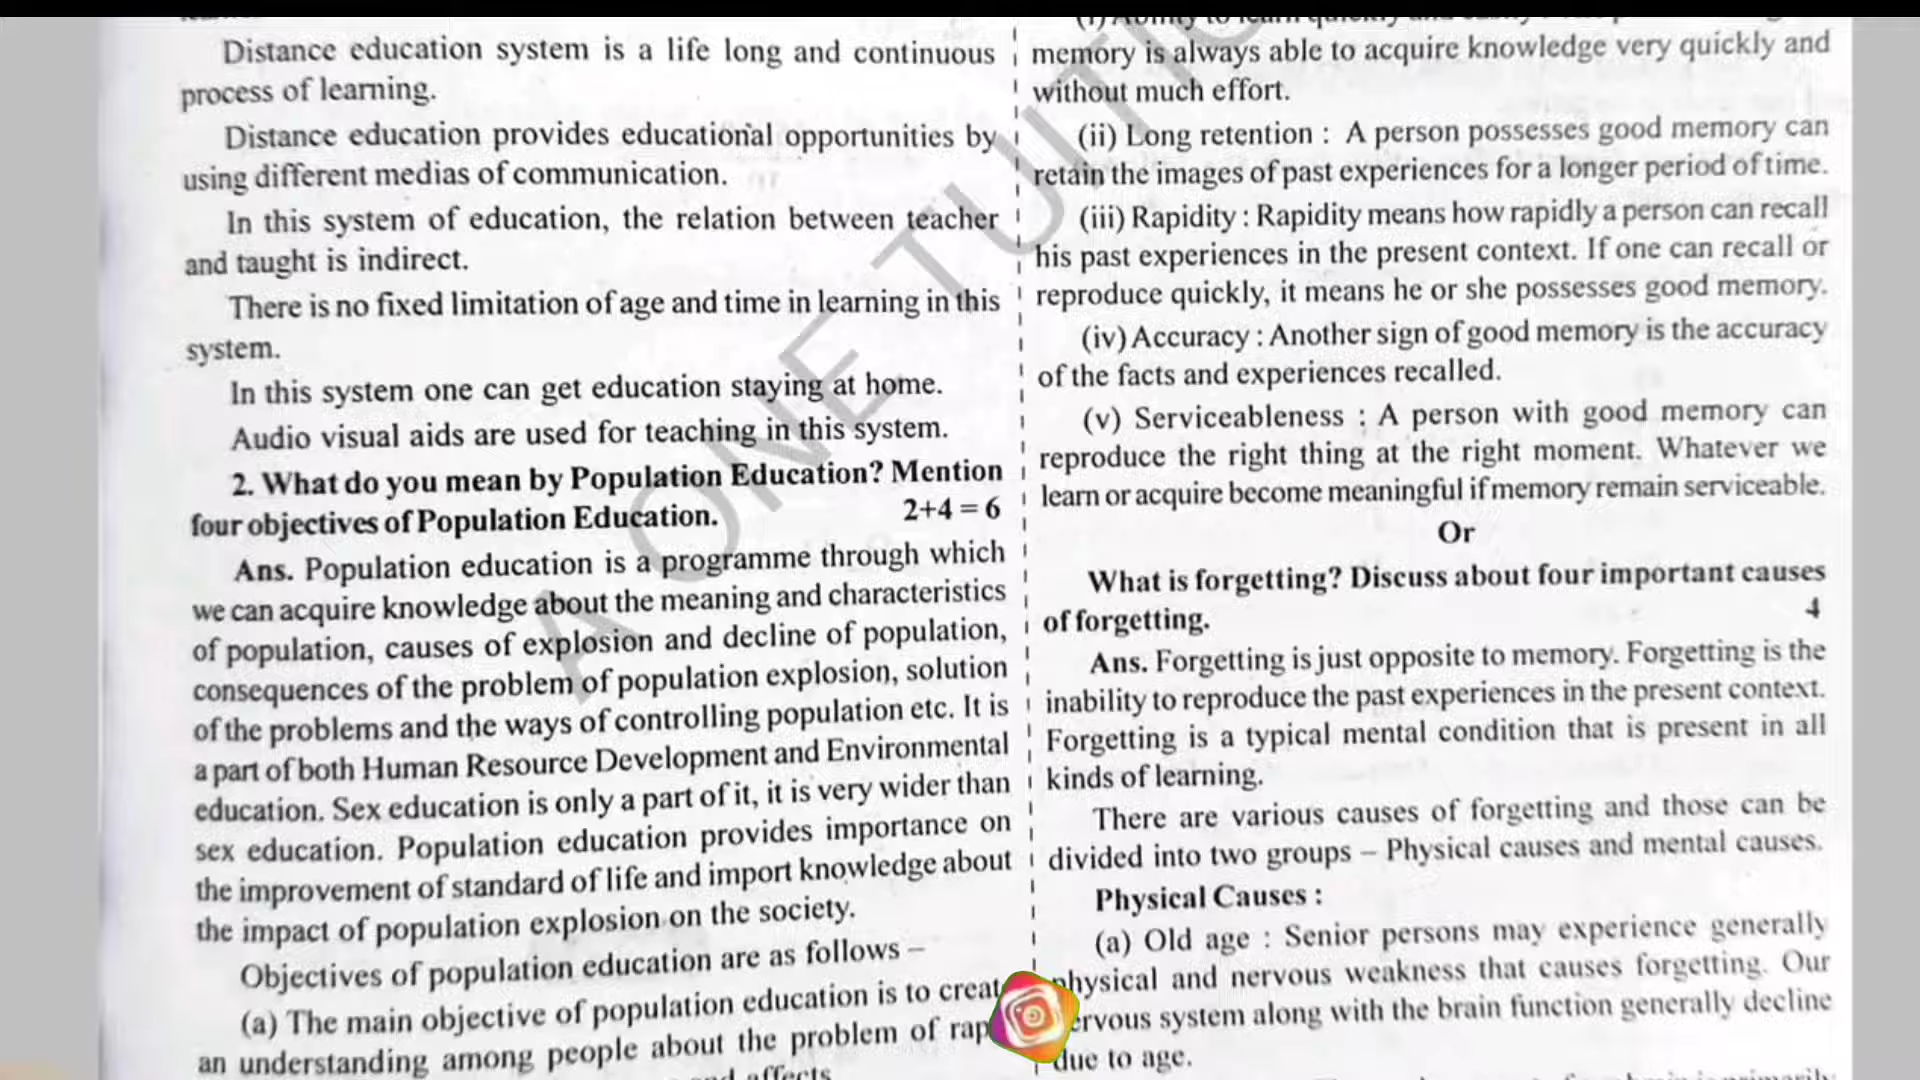 Distance education system is a life long and continuous
process of learning.
Distance education provides educational opportunities by
using different medias of communication.
In this system of education, the relation between teacher
and taught is indirect.
There is no fixed limitation of age and time in learning in this
system.
In this system one can get education staying at home.
Audio visual aids are used for teaching in this system.
2. What do you mean by Population Education? Mention
four objectives of Population Education. 2+4 = 6
Ans. Population education is a programme through which
we can acquire knowledge about the meaning and characteristics
of population, causes of explosion and decline of population,
consequences of the problem of population explosion, solution
of the problems and the ways of controlling population etc. It is
a part of both Human Resource Development and Environmental
education. Sex education is only a part of it, it is very wider than
sex education. Population education provides importance on
the improvement of standard of life and import knowledge about
the impact of population explosion on the society.
Objectives of population education are as follows –
(a) The main objective of population education is to
an understanding among people about the problem of
affects
memory is always able to acquire knowledge very quickly and
without much effort.
(ii) Long retention : A person possesses good memory can
retain the images of past experiences for a longer period of time.
(iii) Rapidity : Rapidity means how rapidly a person can recall
his past experiences in the present context. If one can recall or
reproduce quickly, it means he or she possesses good memory.
(iv) Accuracy : Another sign of good memory is the accuracy
of the facts and experiences recalled.
(v) Serviceableness : A person with good memory can
reproduce the right thing at the right moment. Whatever we
learn or acquire become meaningful if memory remain serviceable.
Or
What is forgetting? Discuss about four important causes
of forgetting. 4
Ans. Forgetting is just opposite to memory. Forgetting is the
inability to reproduce the past experiences in the present context.
Forgetting is a typical mental condition that is present in all
kinds of learning.
There are various causes of forgetting and those can be
divided into two groups – Physical causes and mental causes.
Physical Causes :
(a) Old age : Senior persons may experience generally
physical and nervous weakness that causes forgetting. Our
nervous system along with the brain function generally decline
due to age.
A ONE